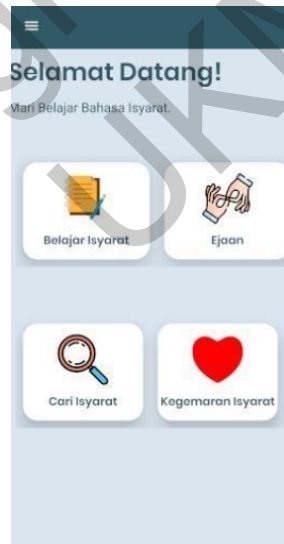 Selamat Datang!
Mari Belajar Bahasa Isyarat.
Belajar Isyarat
Ejaan
Cari Isyarat
Kegemaran Isyarat